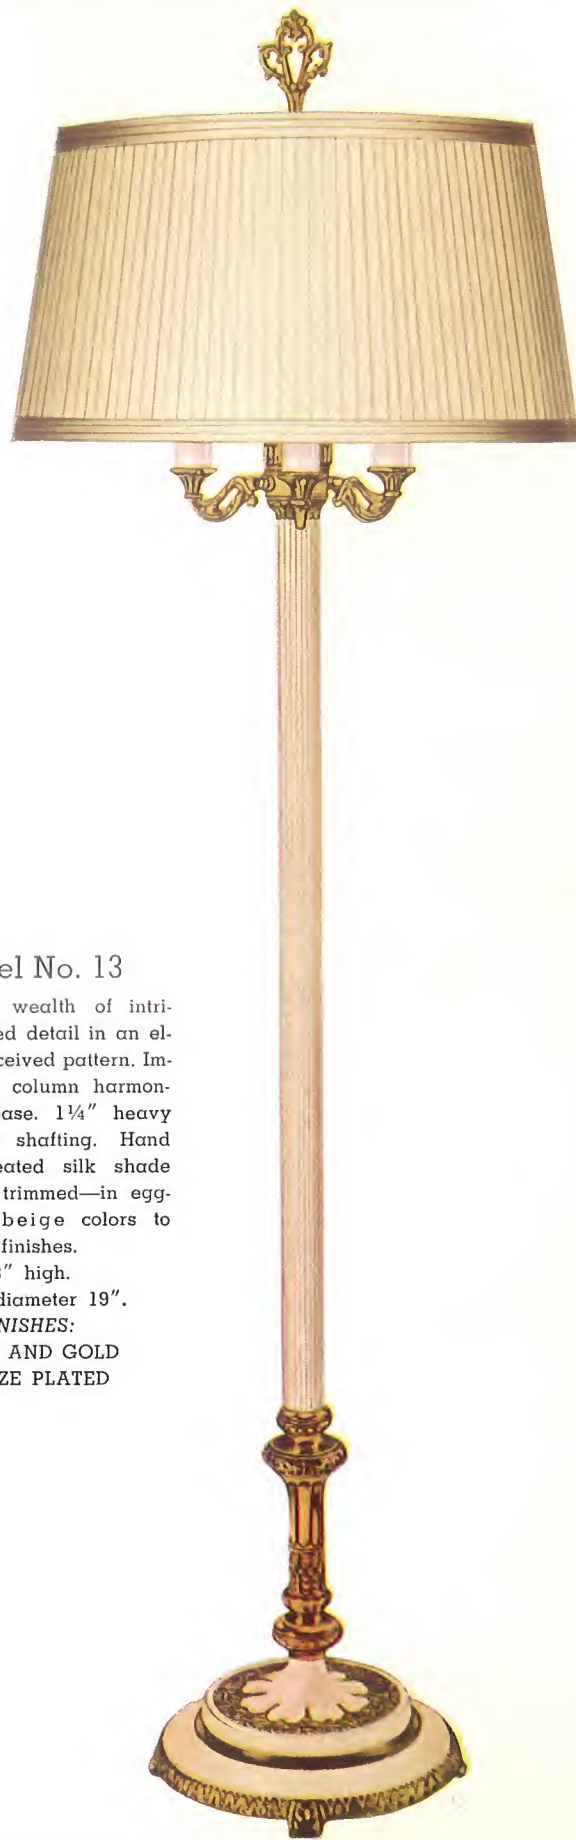 el No. 13
wealth of intri-
ed detail in an el-
ceived pattern. Im-
column harmon-
ase. 1¼" heavy
shafting. Hand
eated silk shade
trimmed—in egg-
beige colors to
finishes.
" high.
diameter 19".
NISHES:
AND GOLD
ZE PLATED